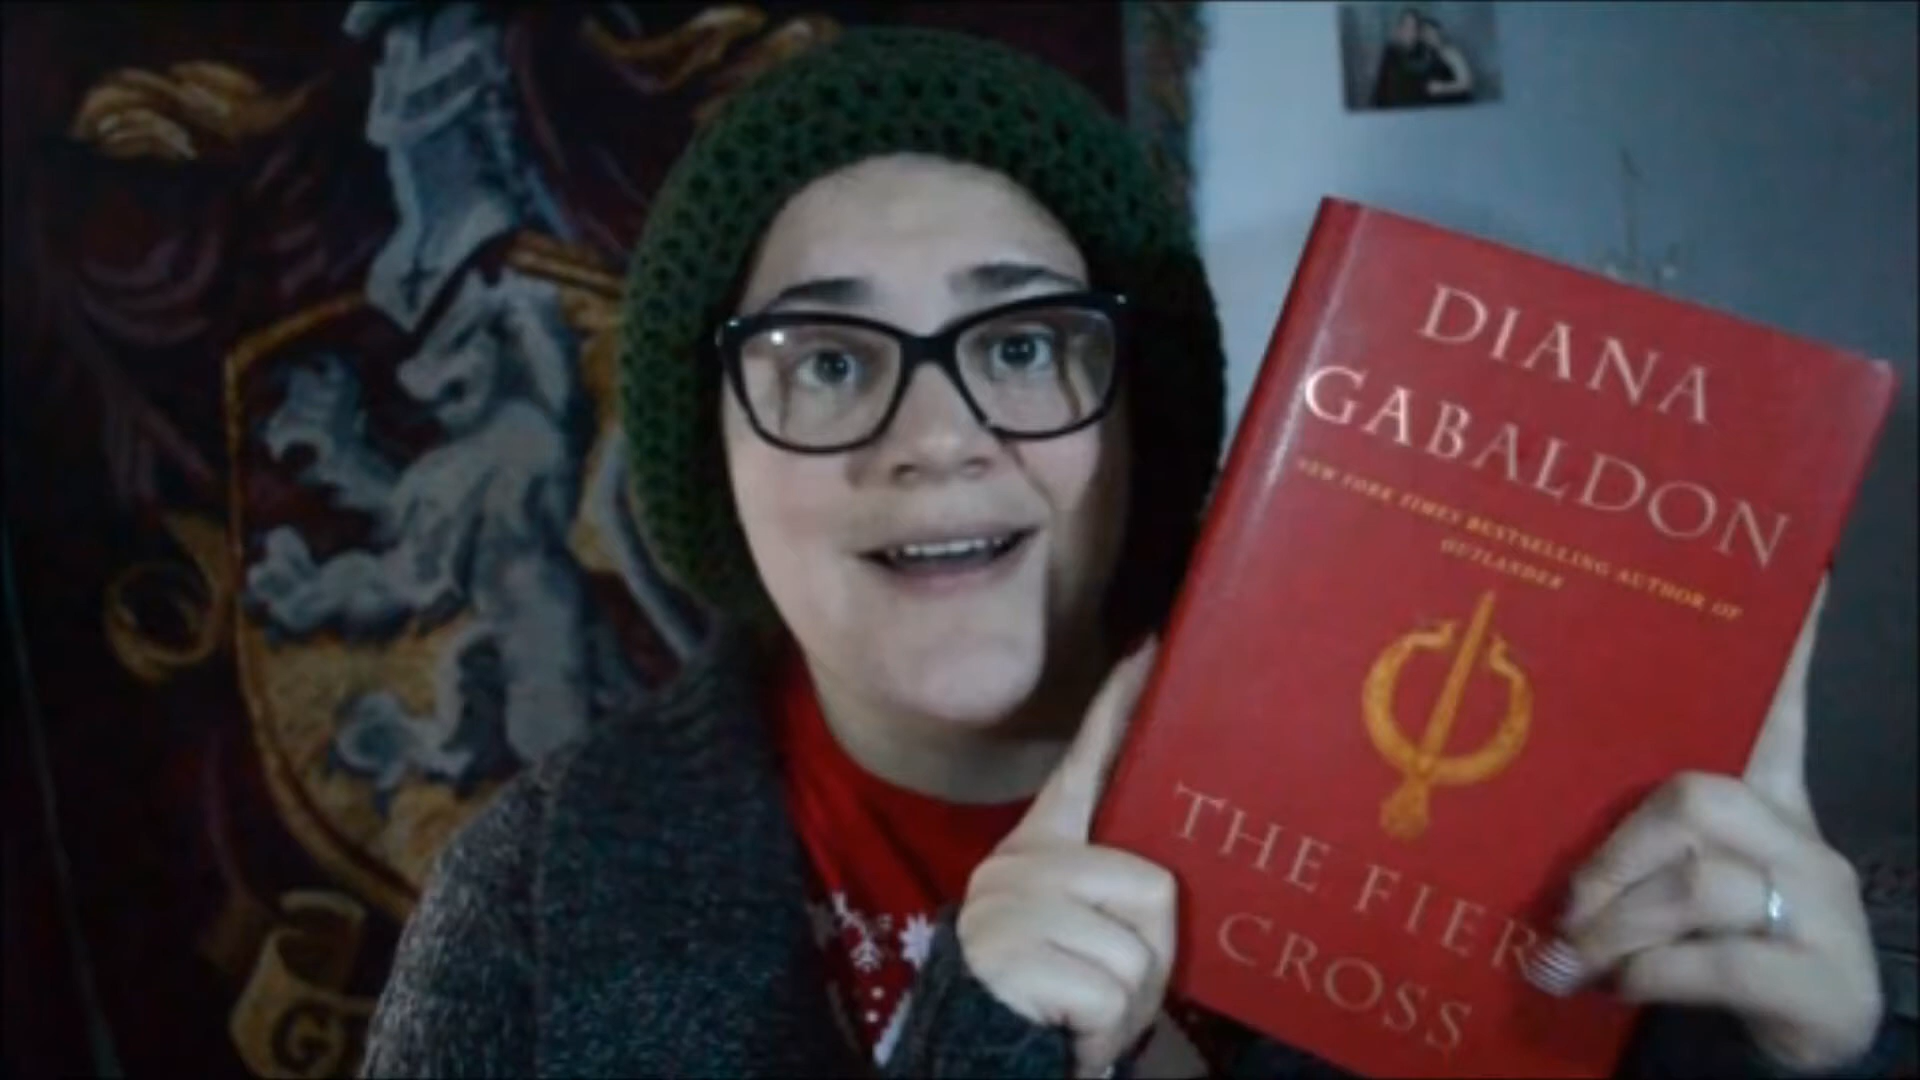 DIANA
GABALDON
NEW YORK TIMES BESTSELLING AUTHOR OF
OUTLANDER
THE FIER
CROSS
G